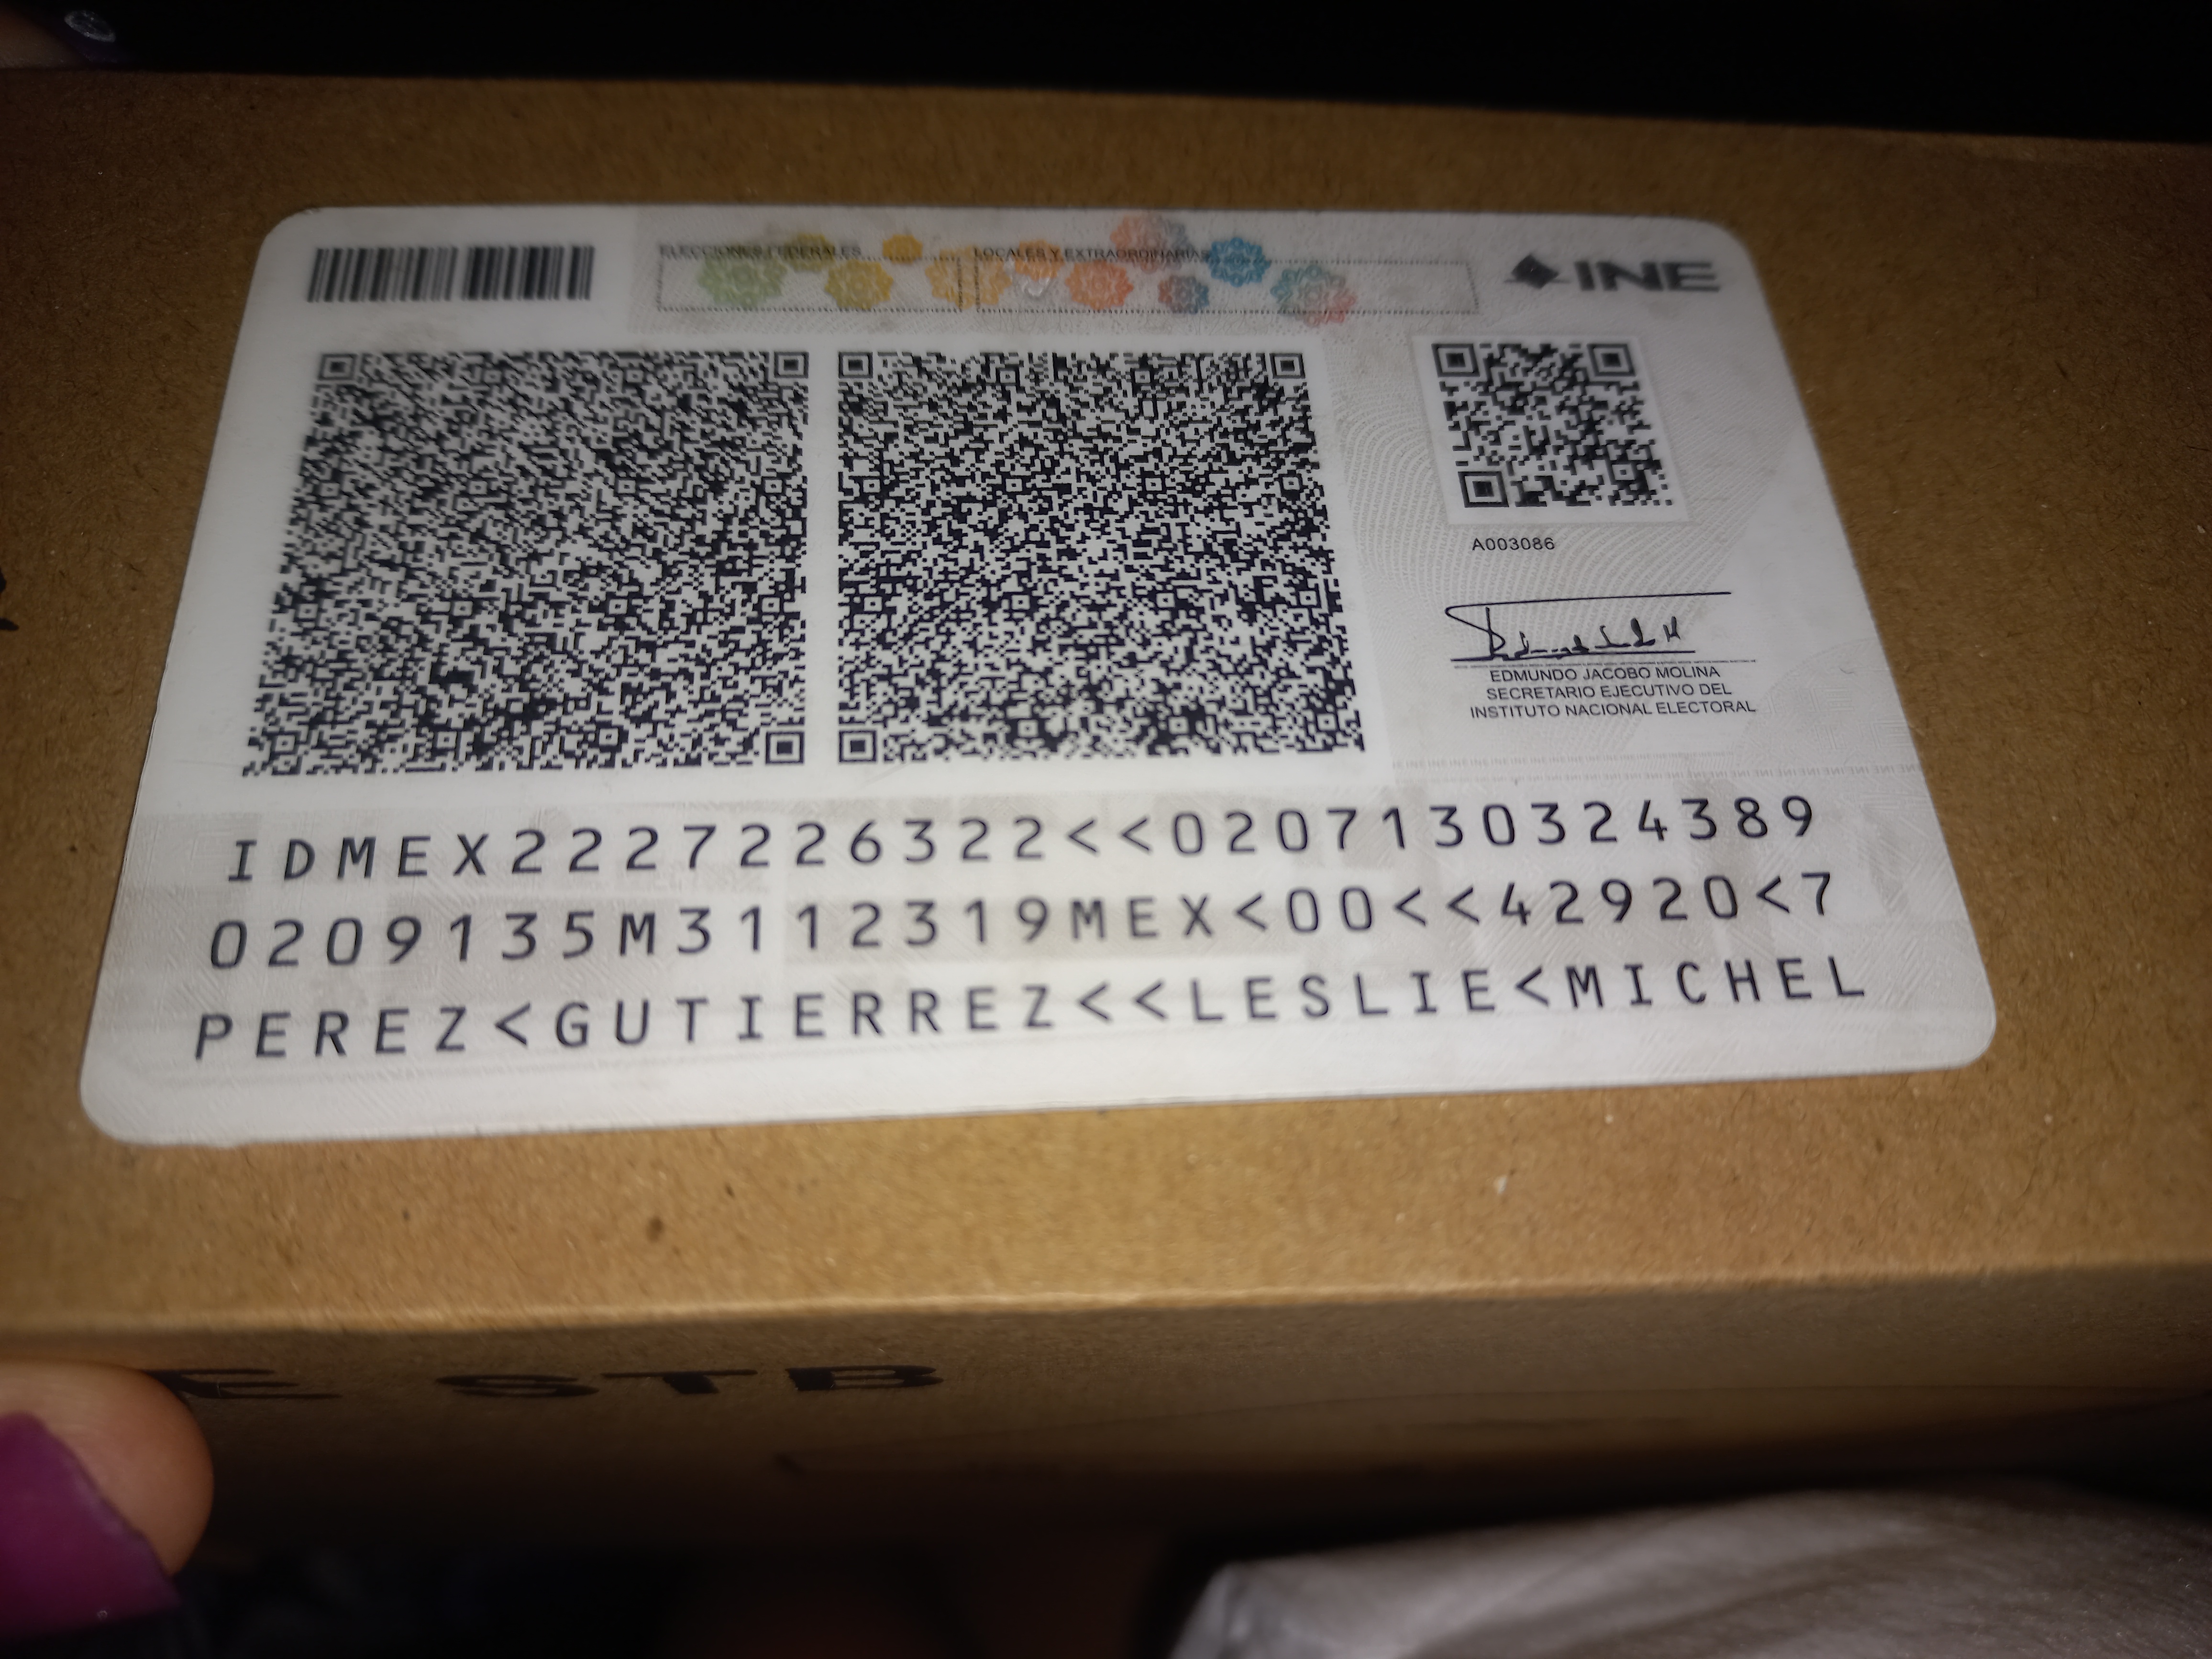 ELECCIONES FEDERALES LOCALES Y EXTRAORDINARIAS
INE
A003086
EDMUNDO JACOBO MOLINA
SECRETARIO EJECUTIVO DEL
INSTITUTO NACIONAL ELECTORAL
IDMEX2227226322<<0207130324389
0209135M3112319MEX<00<<42920<7
PEREZ<GUTIERREZ<<LESLIE<MICHEL
STB